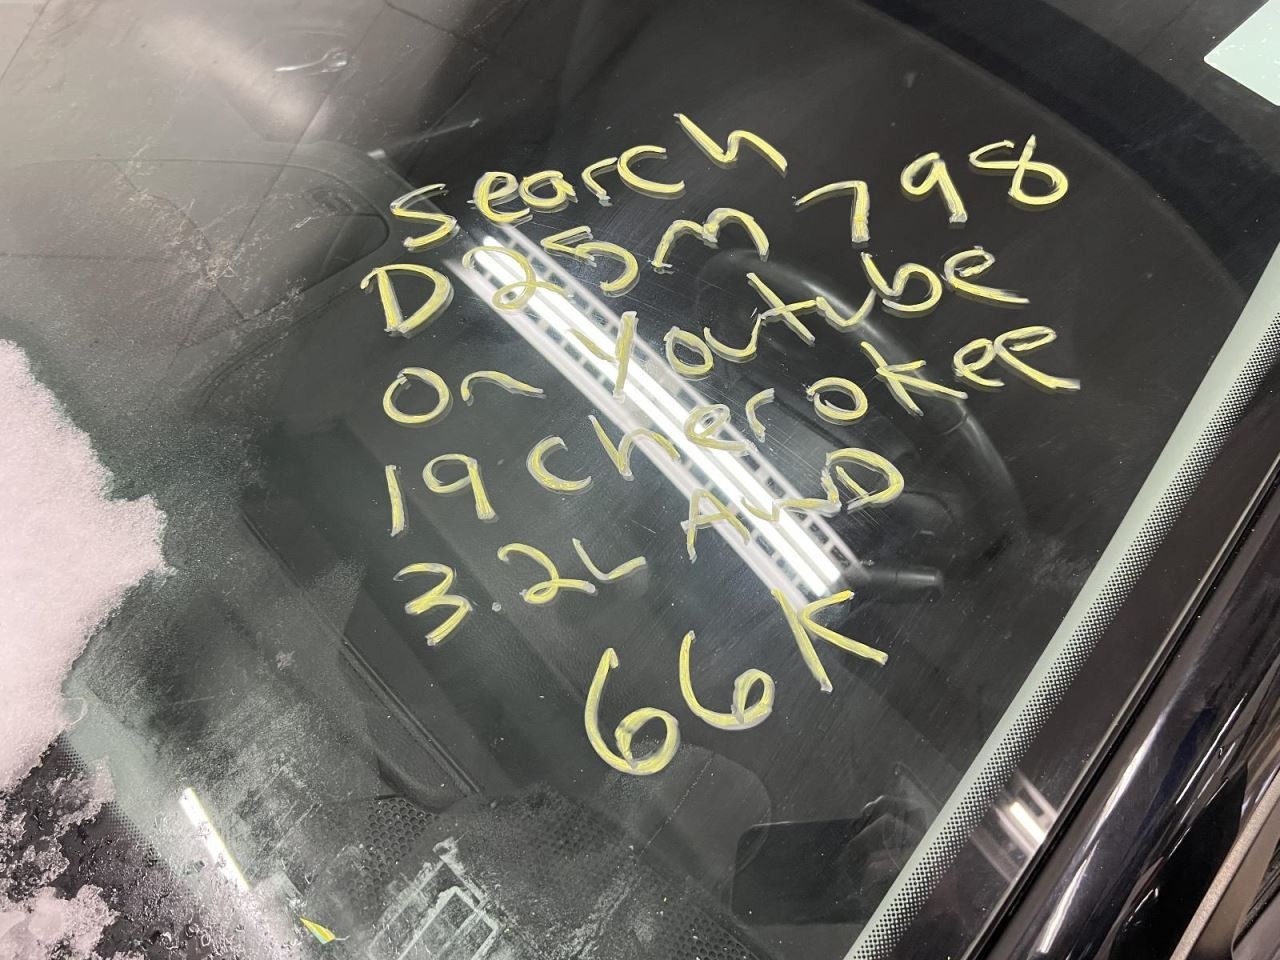 Search
D25m798
On Youtube
19 Cherokee
3.2L AWD
66K